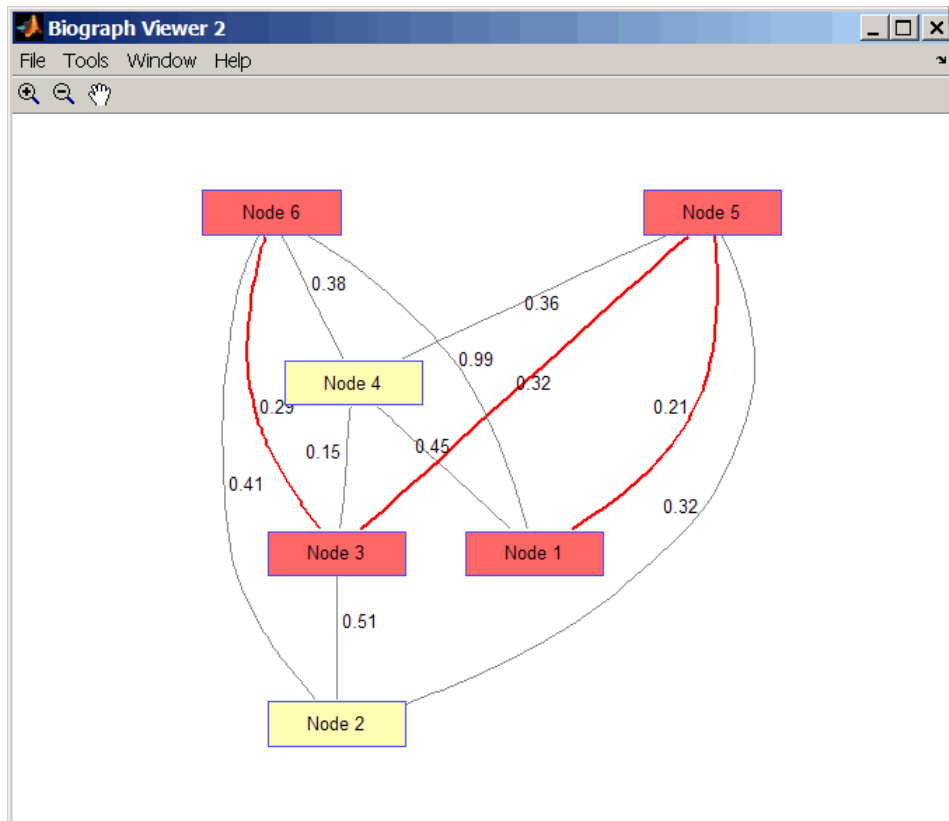 Biograph Viewer 2
File Tools Window Help
Node 6
Node 5
0.38
0.36
0.99
Node 4
0.32
0.29
0.21
0.15
0.45
0.41
0.32
Node 3
Node 1
0.51
Node 2